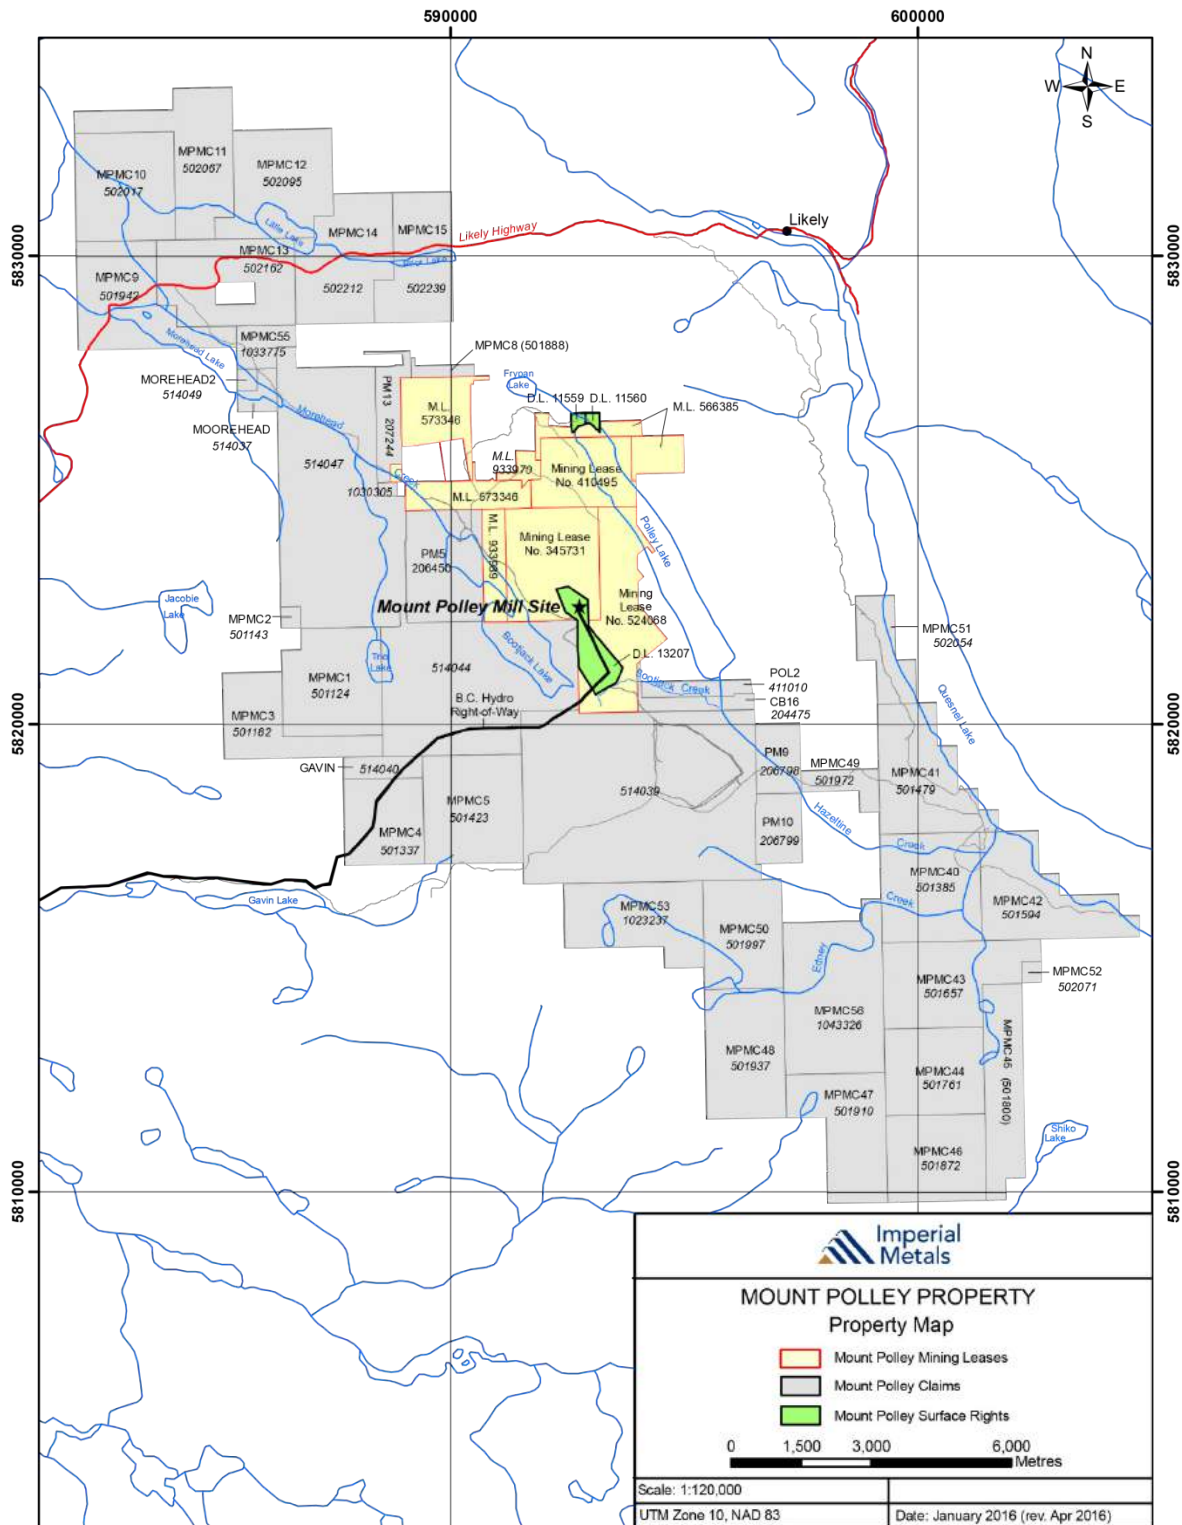 590000
600000
N
W E
S
MPMC11
502067
MPMC12
502095
MPMC10
502017
Likely
Latie Lake
MPMC14
MPMC15
Likely Highway
MPMC13
502162
5830000
5830000
MPMC9
501942
502212
502239
MPMC55
1033775
Morehead Lake
MPMC8 (501888)
MOREHEAD2
514049
PM13 207244
Frypan
Lake
D.L. 11559
D.L. 11560
M.L. 566385
M.L.
573346
Morehead
MOOREHEAD
514037
514047
M.L.
933970
Mining Lease
No. 410495
Creek
1030305
M.L. 573346
M.L. 933989
Mining Lease
No. 345731
Polley Lake
PM5
206450
Jacobie
Lake
Mount Polley Mill Site
Mining
Lease
No. 524068
MPMC2
501143
MPMC51
502054
Trio
Lake
Bootjack Lake
514044
D.L. 13207
Bootjack Creek
POL2
411010
CB16
204475
MPMC1
501124
B.C. Hydro
Right-of-Way
Quesnel Lake
MPMC3
501182
5820000
5820000
GAVIN
514040
PM9
206798
MPMC49
501972
MPMC41
501479
514039
MPMC5
501423
MPMC4
501337
PM10
206799
Hazeltine
Creek
MPMC40
501385
Gavin Lake
MPMC53
1023237
Creek
MPMC42
501594
MPMC50
501997
Edney
MPMC43
501657
MPMC52
502071
MPMC56
1043326
MPMC48
501937
MPMC45 (501800)
MPMC44
501761
MPMC47
501910
Shiko
Lake
MPMC46
501872
5810000
5810000
Imperial
Metals
MOUNT POLLEY PROPERTY
Property Map
Mount Polley Mining Leases
Mount Polley Claims
Mount Polley Surface Rights
0 1,500 3,000 6,000
Metres
Scale: 1:120,000
UTM Zone 10, NAD 83
Date: January 2016 (rev. Apr 2016)